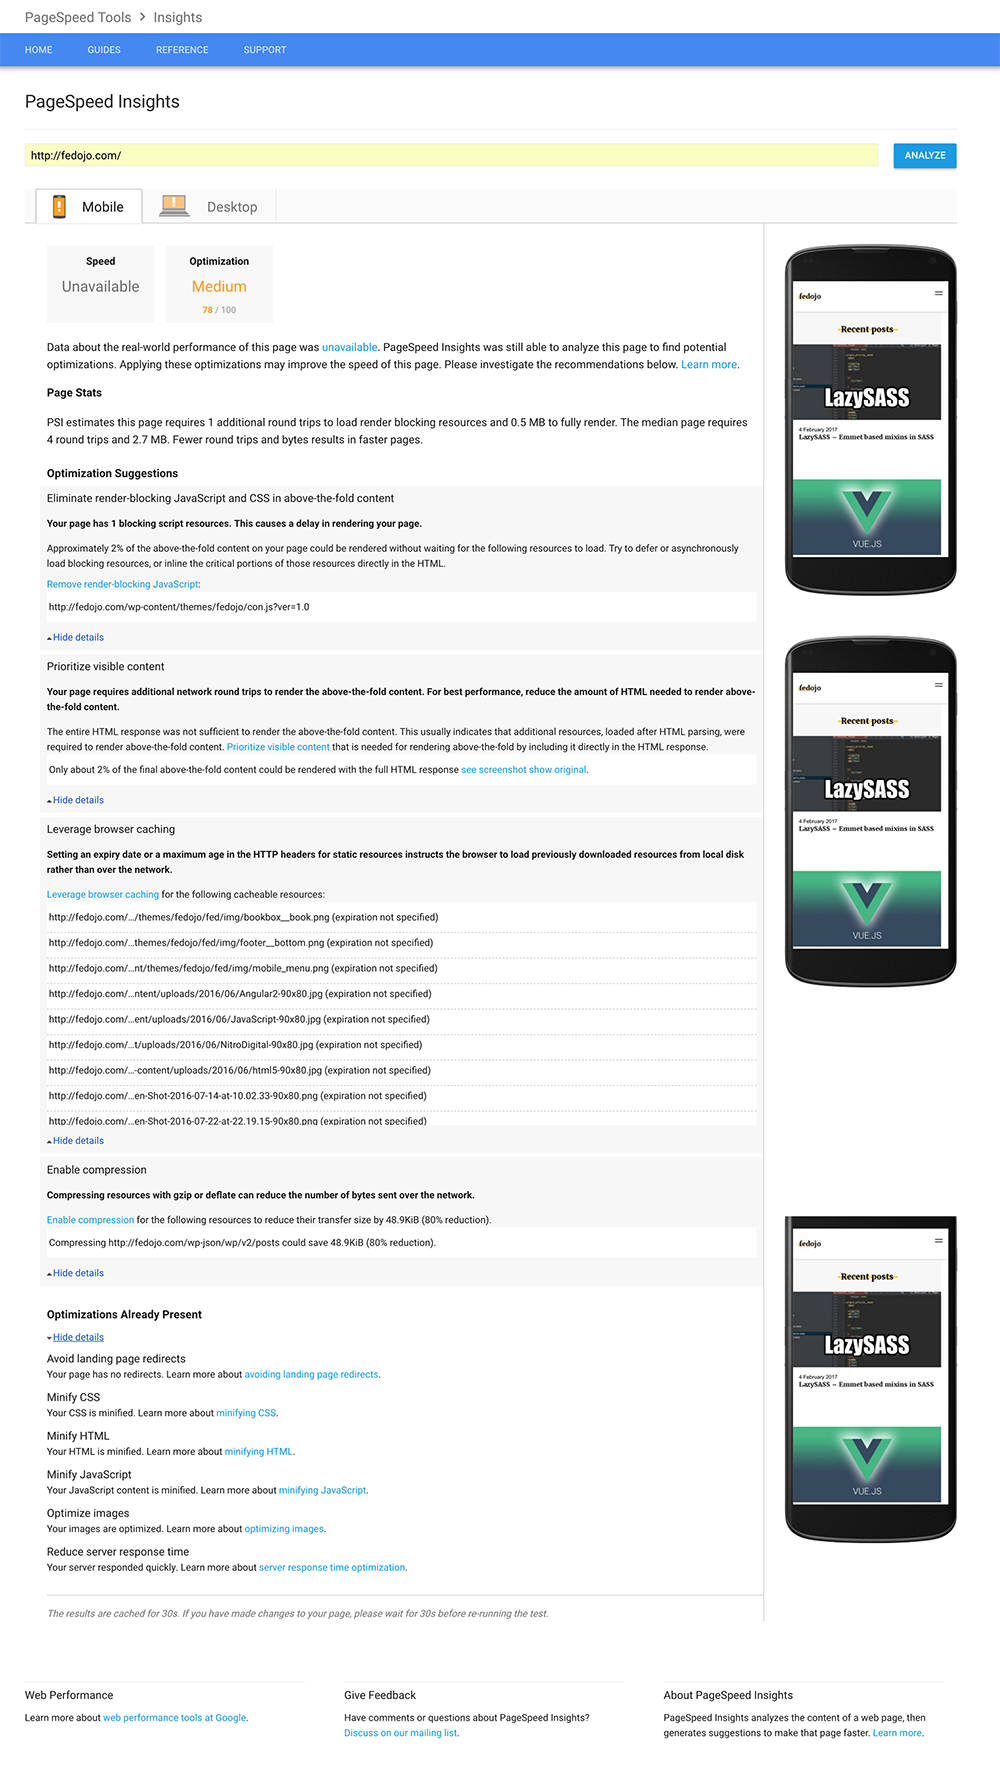 PageSpeed Tools > Insights
HOME GUIDES REFERENCE SUPPORT
PageSpeed Insights
http://fedojo.com/ ANALYZE
Mobile Desktop
Speed
Unavailable
Optimization
Medium
78 / 100
Data about the real-world performance of this page was unavailable. PageSpeed Insights was still able to analyze this page to find potential
optimizations. Applying these optimizations may improve the speed of this page. Please investigate the recommendations below. Learn more.
Page Stats
PSI estimates this page requires 1 additional round trips to load render blocking resources and 0.5 MB to fully render. The median page requires
4 round trips and 2.7 MB. Fewer round trips and bytes results in faster pages.
Optimization Suggestions
Eliminate render-blocking JavaScript and CSS in above-the-fold content
Your page has 1 blocking script resources. This causes a delay in rendering your page.
Approximately 2% of the above-the-fold content on your page could be rendered without waiting for the following resources to load. Try to defer or asynchronously
load blocking resources, or inline the critical portions of those resources directly in the HTML.
Remove render-blocking JavaScript:
http://fedojo.com/wp-content/themes/fedojo/con.js?ver=1.0
Hide details
Prioritize visible content
Your page requires additional network round trips to render the above-the-fold content. For best performance, reduce the amount of HTML needed to render above-
the-fold content.
The entire HTML response was not sufficient to render the above-the-fold content. This usually indicates that additional resources, loaded after HTML parsing, were
required to render above-the-fold content. Prioritize visible content that is needed for rendering above-the-fold by including it directly in the HTML response.
Only about 2% of the final above-the-fold content could be rendered with the full HTML response see screenshot show original.
Hide details
Leverage browser caching
Setting an expiry date or a maximum age in the HTTP headers for static resources instructs the browser to load previously downloaded resources from local disk
rather than over the network.
Leverage browser caching for the following cacheable resources:
http://fedojo.com/…/themes/fedojo/fed/img/bookbox__book.png (expiration not specified)
http://fedojo.com/…themes/fedojo/fed/img/footer__bottom.png (expiration not specified)
http://fedojo.com/…nt/themes/fedojo/fed/img/mobile_menu.png (expiration not specified)
http://fedojo.com/…ntent/uploads/2016/06/Angular2-90x80.jpg (expiration not specified)
http://fedojo.com/…ent/uploads/2016/06/JavaScript-90x80.jpg (expiration not specified)
http://fedojo.com/…t/uploads/2016/06/NitroDigital-90x80.jpg (expiration not specified)
http://fedojo.com/…-content/uploads/2016/06/html5-90x80.jpg (expiration not specified)
http://fedojo.com/…en-Shot-2016-07-14-at-10.02.33-90x80.png (expiration not specified)
http://fedojo.com/…en-Shot-2016-07-22-at-22.19.15-90x80.png (expiration not specified)
Hide details
Enable compression
Compressing resources with gzip or deflate can reduce the number of bytes sent over the network.
Enable compression for the following resources to reduce their transfer size by 48.9KiB (80% reduction).
Compressing http://fedojo.com/wp-json/wp/v2/posts could save 48.9KiB (80% reduction).
Hide details
Optimizations Already Present
Hide details
Avoid landing page redirects
Your page has no redirects. Learn more about avoiding landing page redirects.
Minify CSS
Your CSS is minified. Learn more about minifying CSS.
Minify HTML
Your HTML is minified. Learn more about minifying HTML.
Minify JavaScript
Your JavaScript content is minified. Learn more about minifying JavaScript.
Optimize images
Your images are optimized. Learn more about optimizing images.
Reduce server response time
Your server responded quickly. Learn more about server response time optimization.
The results are cached for 30s. If you have made changes to your page, please wait for 30s before re-running the test.
fedojo
Recent posts
LazySASS
4 February 2017
LazySASS – Emmet based mixins in SASS
VUE.JS
fedojo
Recent posts
LazySASS
4 February 2017
LazySASS – Emmet based mixins in SASS
VUE.JS
fedojo
Recent posts
LazySASS
4 February 2017
LazySASS – Emmet based mixins in SASS
VUE.JS
Web Performance
Learn more about web performance tools at Google.
Give Feedback
Have comments or questions about PageSpeed Insights?
Discuss on our mailing list.
About PageSpeed Insights
PageSpeed Insights analyzes the content of a web page, then
generates suggestions to make that page faster. Learn more.